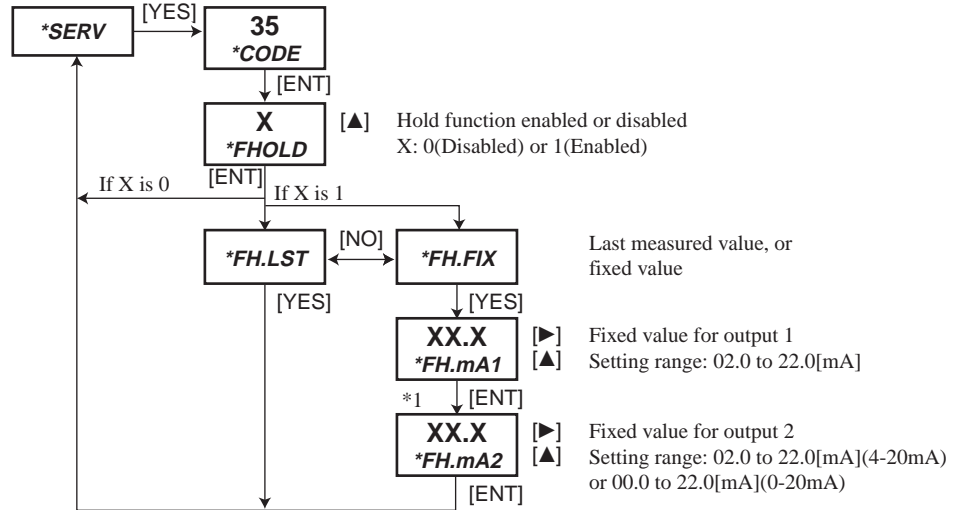 *SERV
[YES]
35
*CODE
[ENT]
X
*FHOLD
[▲] Hold function enabled or disabled
X: 0(Disabled) or 1(Enabled)
[ENT]
If X is 0
If X is 1
*FH.LST
[NO]
*FH.FIX
Last measured value, or
fixed value
[YES]
[YES]
XX.X
*FH.mA1
[►] Fixed value for output 1
[▲] Setting range: 02.0 to 22.0[mA]
*1
[ENT]
XX.X
*FH.mA2
[►] Fixed value for output 2
[▲] Setting range: 02.0 to 22.0[mA](4-20mA)
or 00.0 to 22.0[mA](0-20mA)
[ENT]